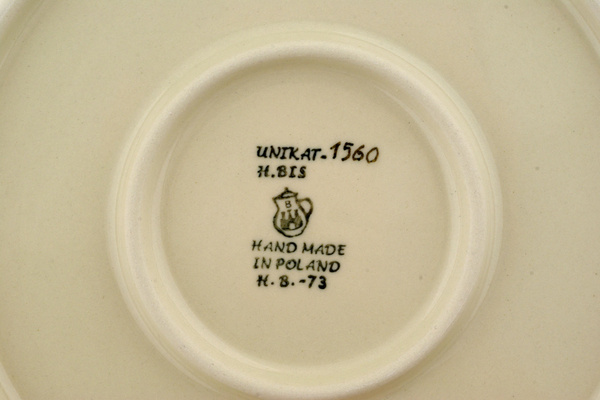 UNIKAT-1560
H.BIS
B
HAND MADE
IN POLAND
H.B.-73